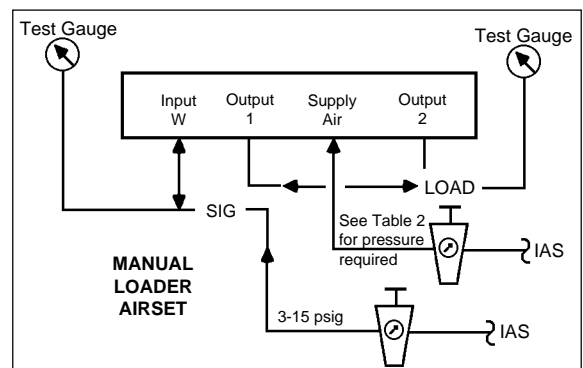 Test Gauge
Test Gauge
Input
W
Output
1
Supply
Air
Output
2
SIG
LOAD
See Table 2
for pressure
required
IAS
MANUAL
LOADER
AIRSET
3-15 psig
IAS